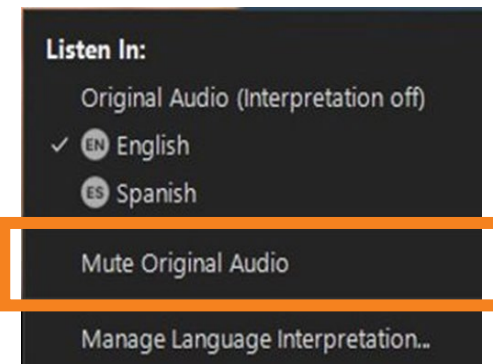 Listen In:
Original Audio (Interpretation off)
EN English
ES Spanish
Mute Original Audio
Manage Language Interpretation...